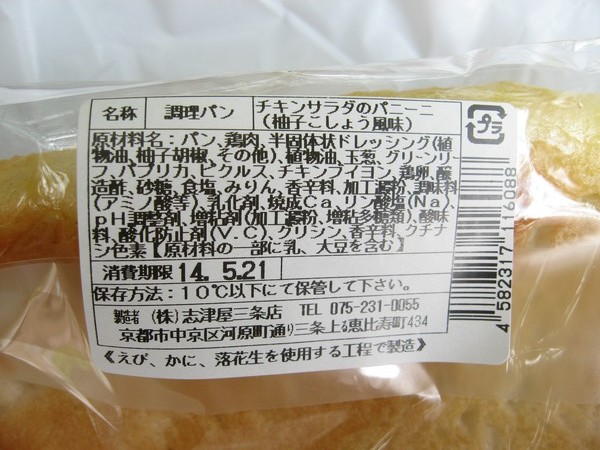 名称 調理パン チキンサラダのパニーニ
（柚子こしょう風味）
プラ
原材料名：パン、鶏肉、半固体状ドレッシング（植
物油、柚子胡椒、その他）、植物油、玉葱、グリーンリー
フ、パプリカ、ピクルス、チキンブイヨン、鶏卵、醸
造酢、砂糖、食塩、みりん、香辛料、加工澱粉、調味料
（アミノ酸等）、乳化剤、焼成Ｃａ、リン酸塩（Ｎａ）、
ｐＨ調整剤、増粘剤（加工澱粉、増粘多糖類）、酸味
料、酸化防止剤（Ｖ.Ｃ）、グリシン、香辛料、クチナ
シ色素【原材料の一部に乳、大豆を含む】
消費期限 14. 5.21
保存方法：１０℃以下にて保管して下さい。
製造者（株）志津屋三条店 TEL 075-231-0055
京都市中京区河原町通り三条上る恵比寿町434
《えび、かに、落花生を使用する工程で製造》
4 582317 116088